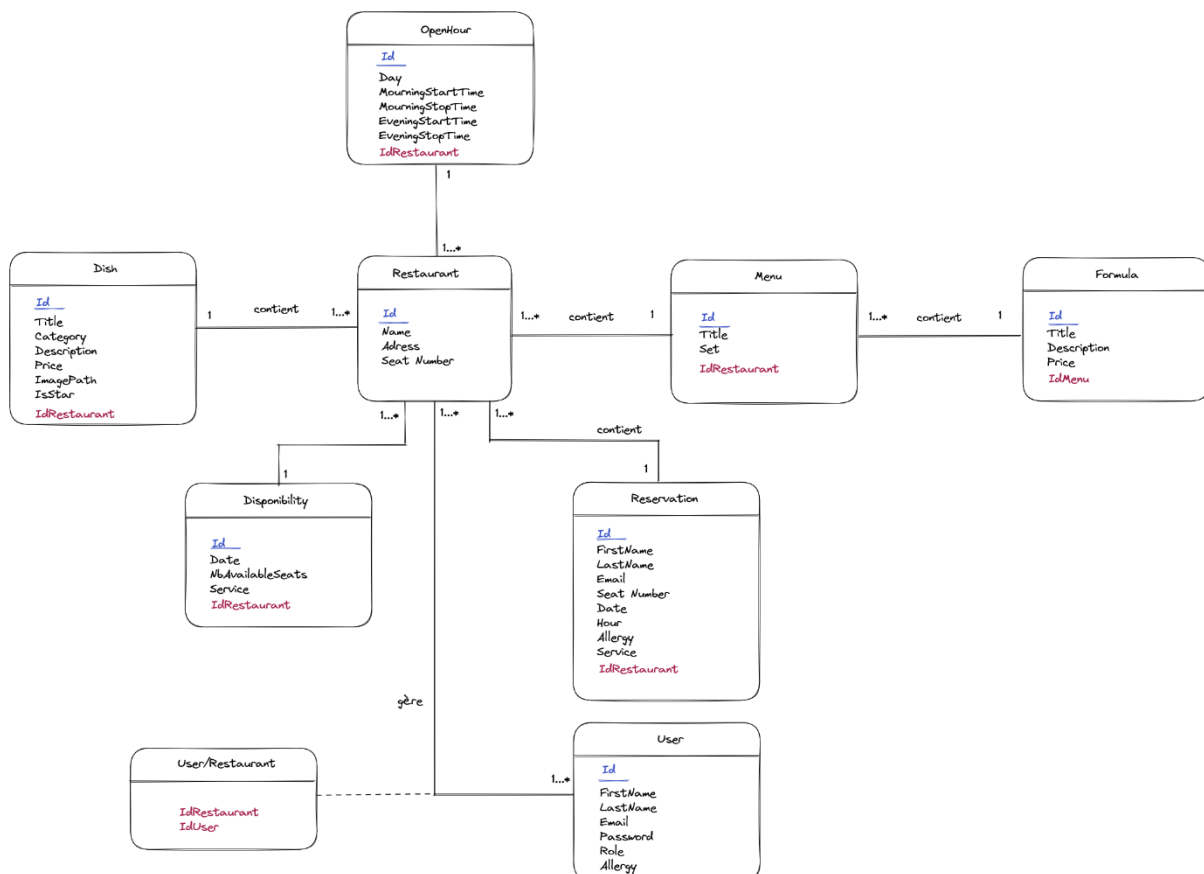 OpenHour
Id
Day
MourningStartTime
MourningStopTime
EveningStartTime
EveningStopTime
IdRestaurant
1
1...*
Dish
Id
Title
Category
Description
Price
ImagePath
IsStar
IdRestaurant
1
contient
1...*
Restaurant
Id
Name
Adress
Seat Number
1...*
contient
1
Menu
Id
Title
Set
IdRestaurant
1...*
contient
1
Formula
Id
Title
Description
Price
IdMenu
1...*
1...*
1...*
contient
1
1
Disponibility
Id
Date
NbAvailableSeats
Service
IdRestaurant
Reservation
Id
FirstName
LastName
Email
Seat Number
Date
Hour
Allergy
Service
IdRestaurant
gère
User/Restaurant
IdRestaurant
IdUser
1...*
User
Id
FirstName
LastName
Email
Password
Role
Allergy